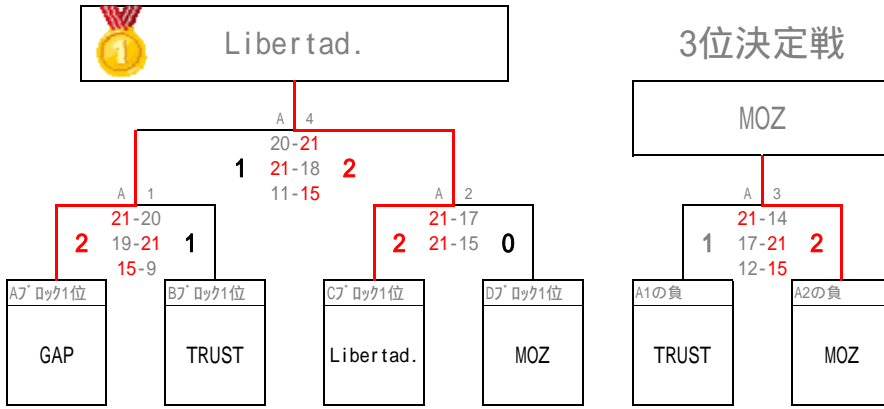 1
Libertad.
3位決定戦
MOZ
A 4
20-21
1 21-18 2
11-15
A 1
21-20
2 19-21 1
15-9
A 2
21-17
2 21-15 0
A 3
21-14
1 17-21 2
12-15
Aブロック1位
Bブロック1位
Cブロック1位
Dブロック1位
A1の負
A2の負
GAP
TRUST
Libertad.
MOZ
TRUST
MOZ